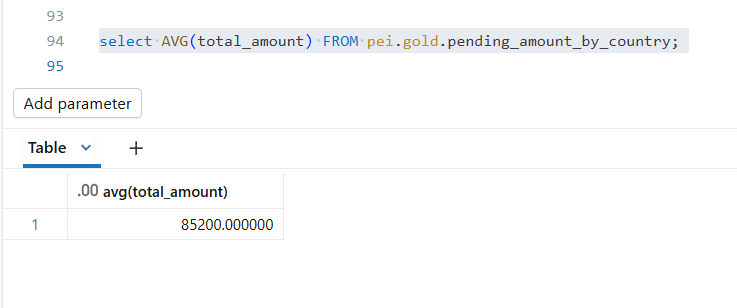 93
94 select AVG(total_amount) FROM pei.gold.pending_amount_by_country;
95
Add parameter
Table +
.00 avg(total_amount)
1 85200.000000